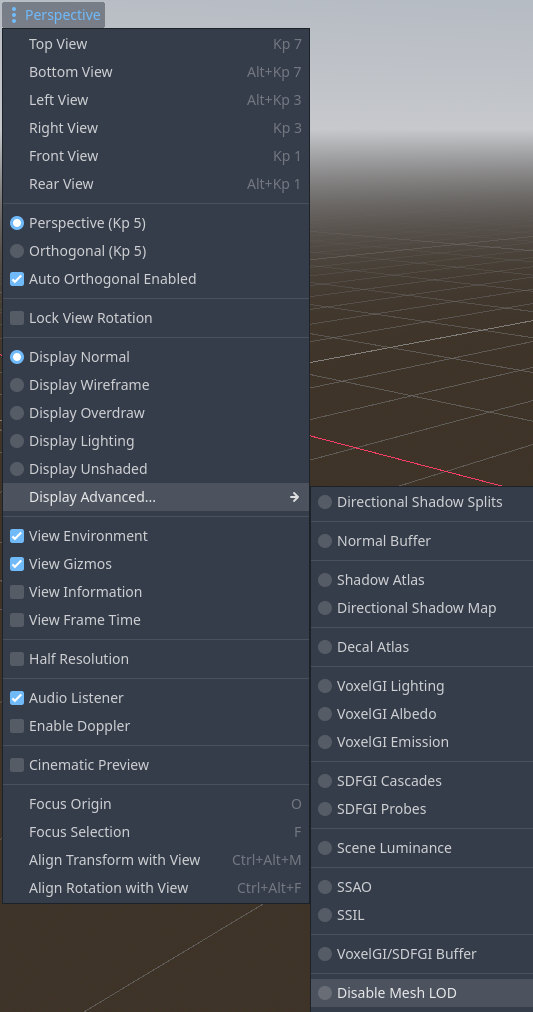 Perspective
Top View Kp 7
Bottom View Alt+Kp 7
Left View Alt+Kp 3
Right View Kp 3
Front View Kp 1
Rear View Alt+Kp 1
Perspective (Kp 5)
Orthogonal (Kp 5)
Auto Orthogonal Enabled
Lock View Rotation
Display Normal
Display Wireframe
Display Overdraw
Display Lighting
Display Unshaded
Display Advanced...
View Environment
View Gizmos
View Information
View Frame Time
Half Resolution
Audio Listener
Enable Doppler
Cinematic Preview
Focus Origin O
Focus Selection F
Align Transform with View Ctrl+Alt+M
Align Rotation with View Ctrl+Alt+F
Directional Shadow Splits
Normal Buffer
Shadow Atlas
Directional Shadow Map
Decal Atlas
VoxelGI Lighting
VoxelGI Albedo
VoxelGI Emission
SDFGI Cascades
SDFGI Probes
Scene Luminance
SSAO
SSIL
VoxelGI/SDFGI Buffer
Disable Mesh LOD